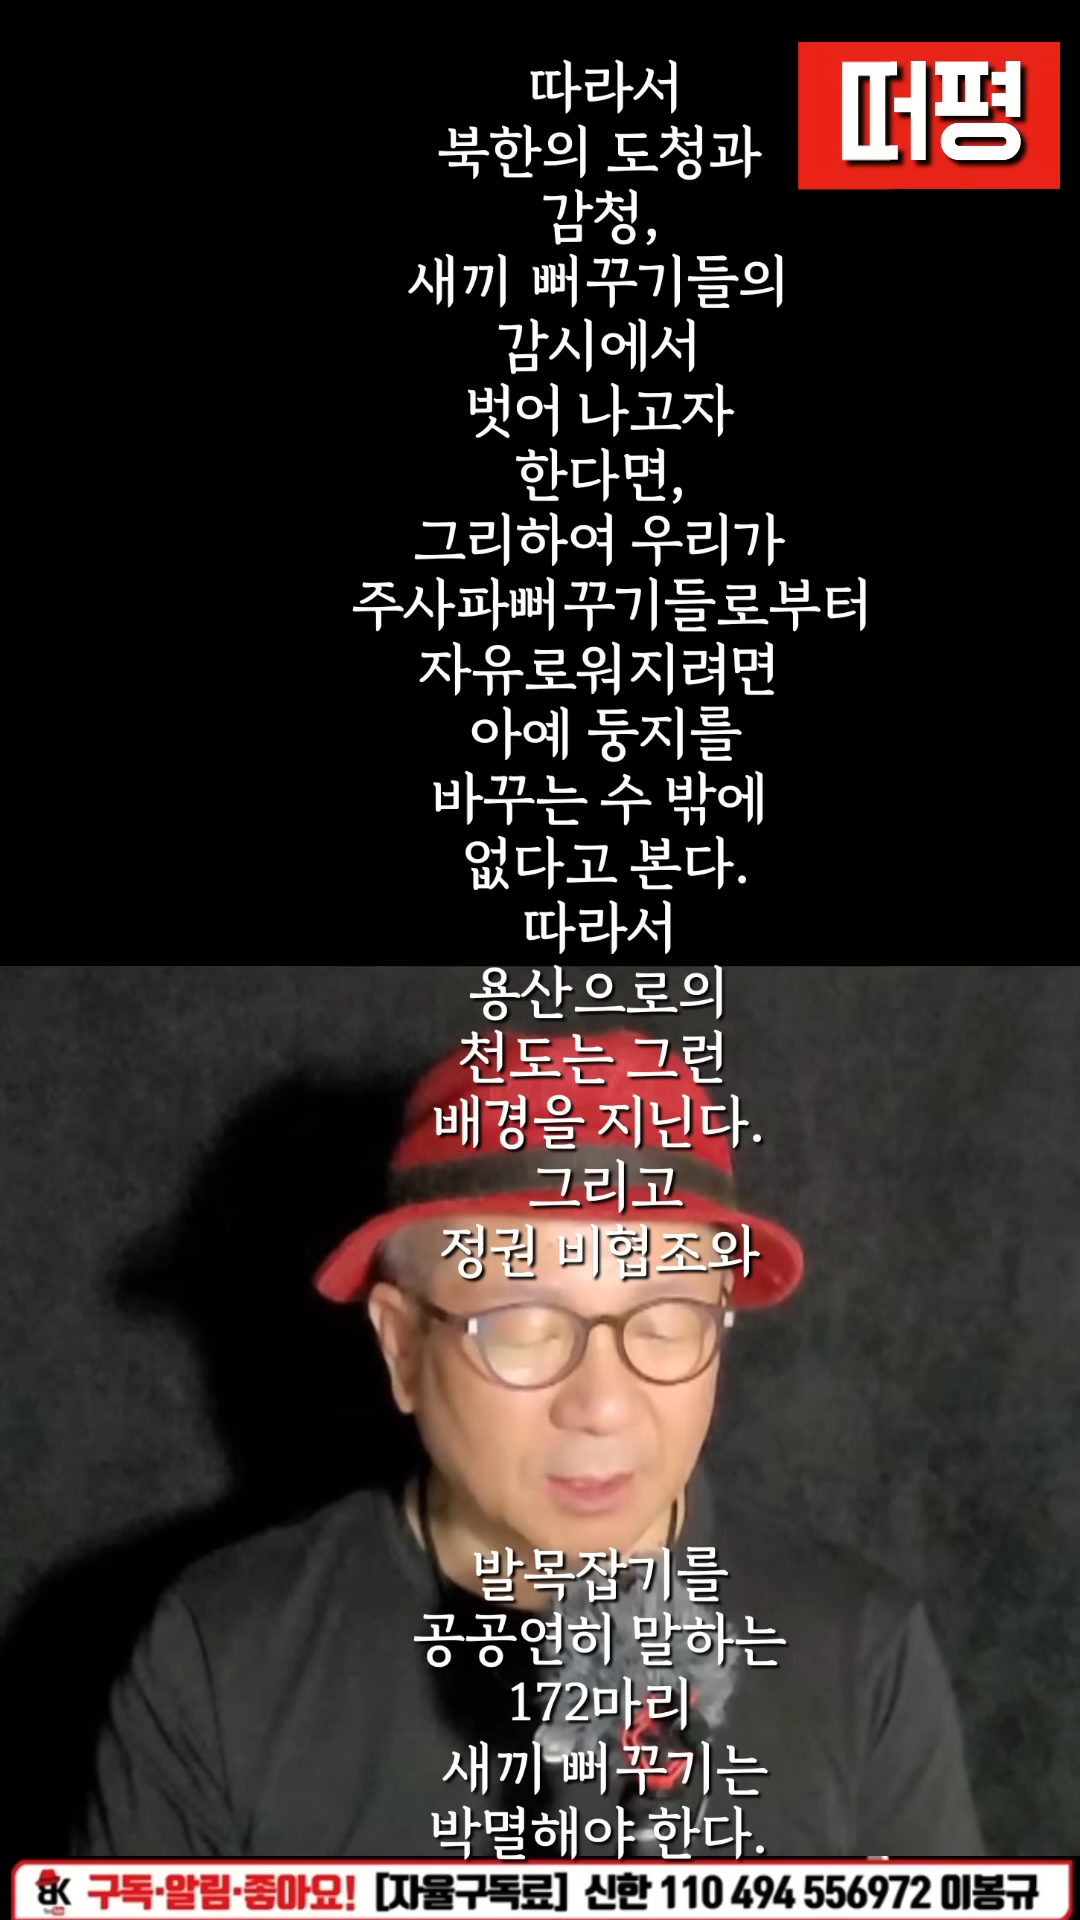 떠평
따라서
북한의 도청과
감청,
새끼 뻐꾸기들의
감시에서
벗어 나고자
한다면,
그리하여 우리가
주사파뻐꾸기들로부터
자유로워지려면
아예 둥지를
바꾸는 수 밖에
없다고 본다.
따라서
용산으로의
천도는 그런
배경을 지닌다.
그리고
정권 비협조와
발목잡기를
공공연히 말하는
172마리
새끼 뻐꾸기는
박멸해야 한다.
BK 구독·알림·좋아요! [자율구독료] 신한 110 494 556972 이봉규